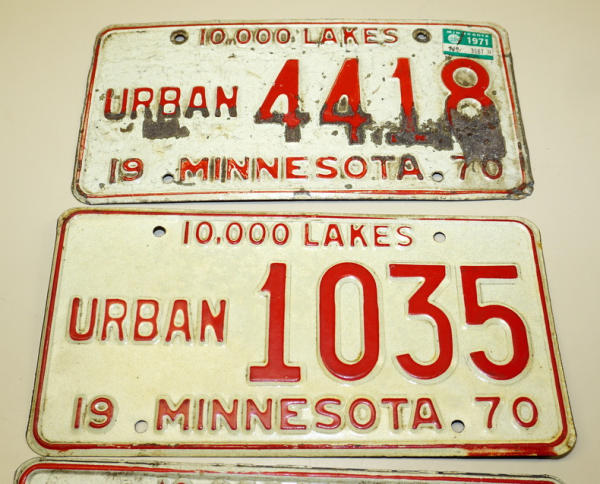 10,000 LAKES
1971
URBAN 4418
19 MINNESOTA 70
10,000 LAKES
URBAN 1035
19 MINNESOTA 70